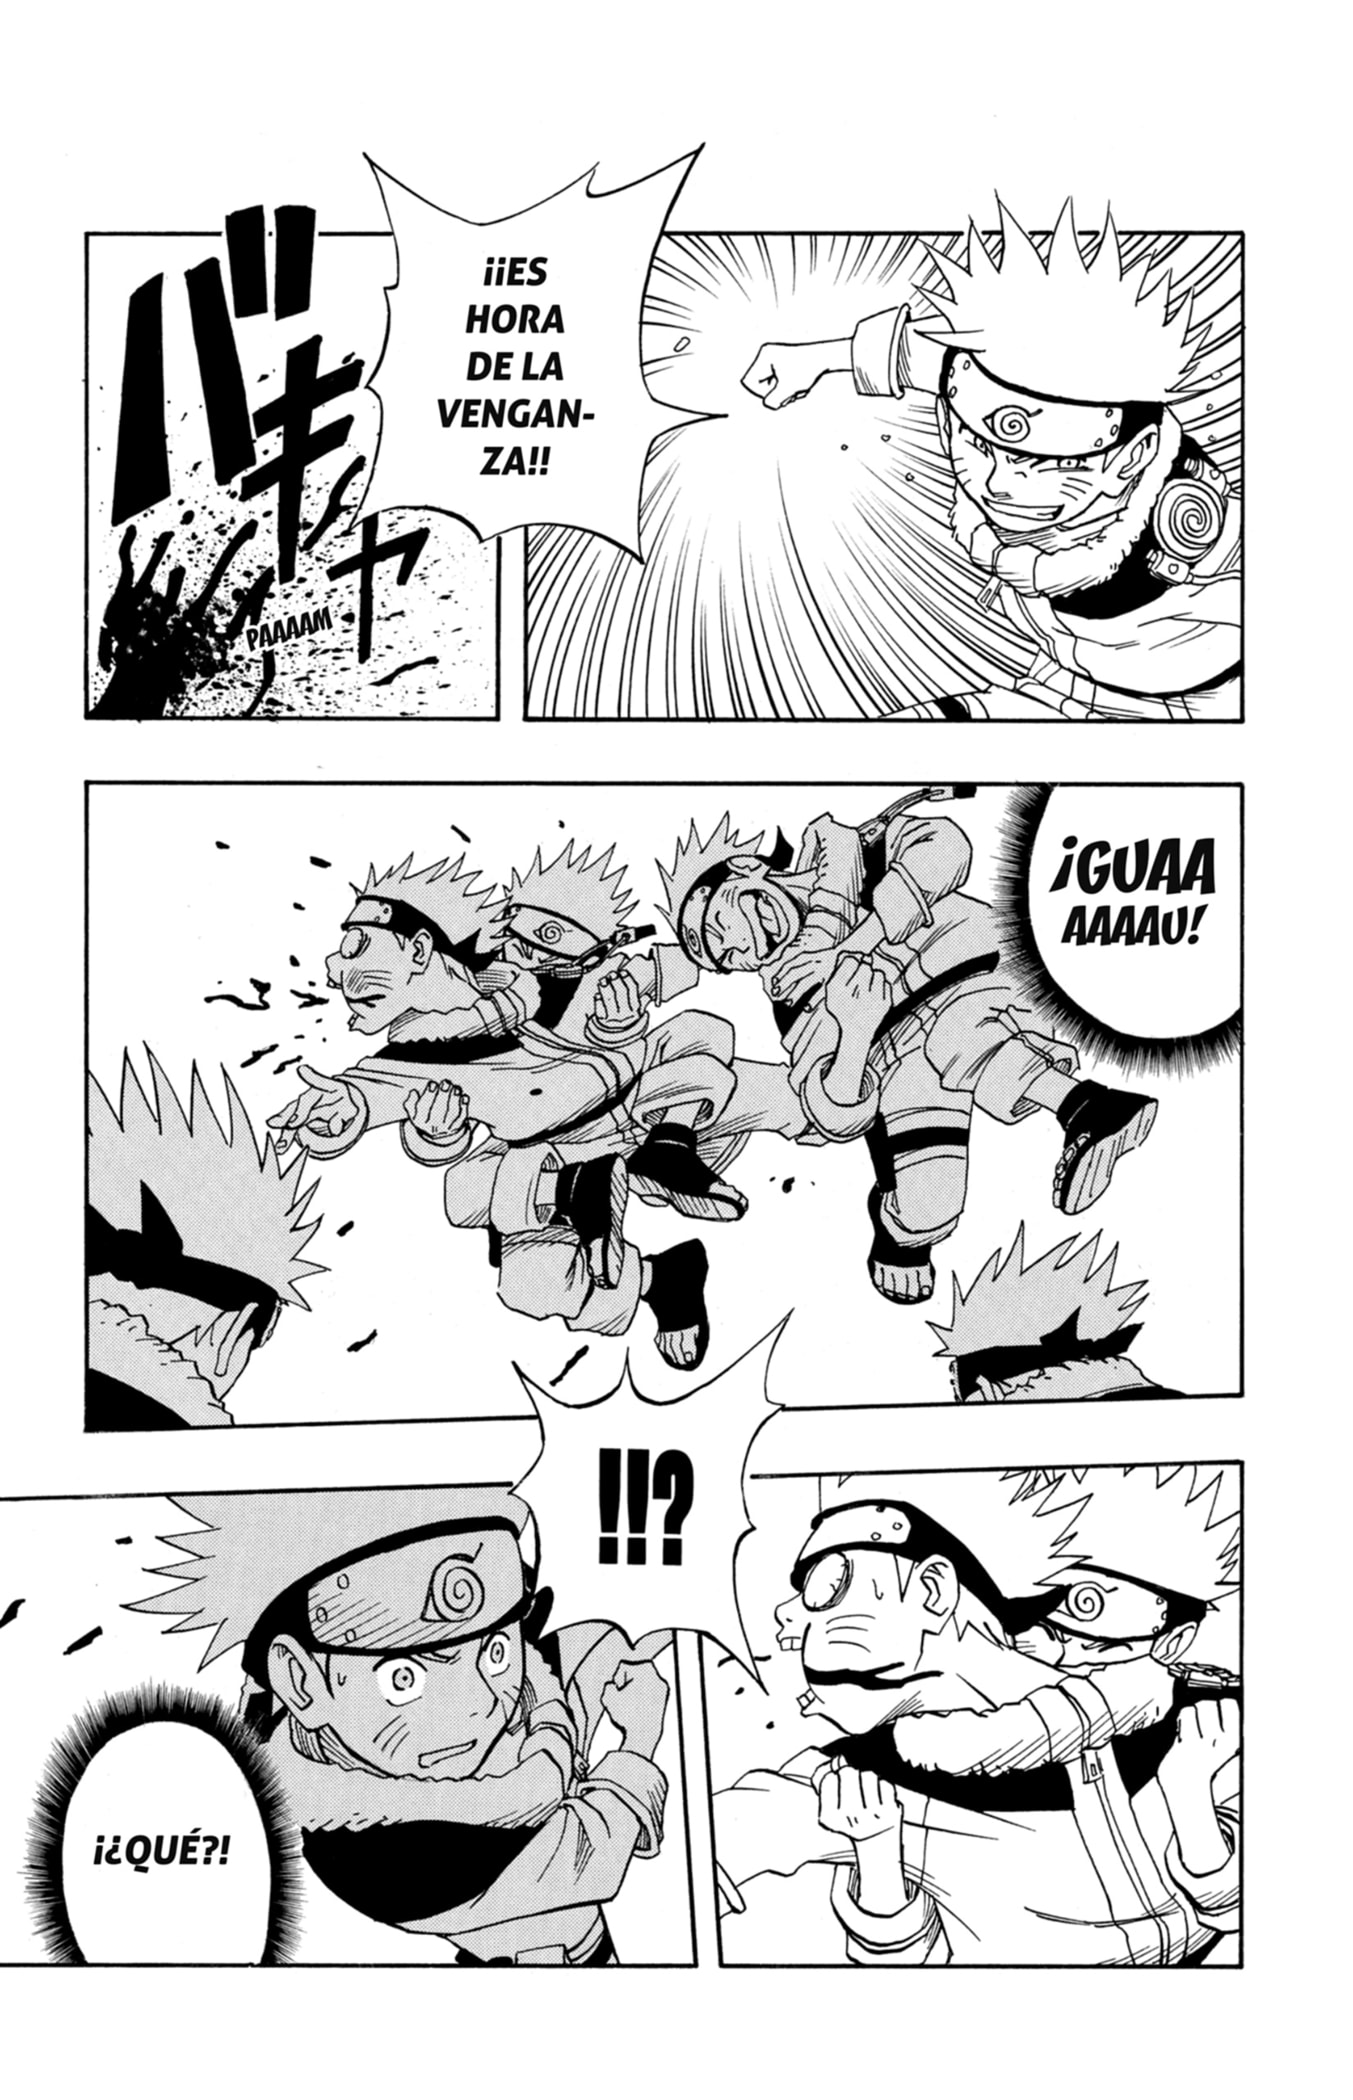 ¡¡ES
HORA
DE LA
VENGAN-
ZA!!
バキャ
PAAAAM
¡GUAA
AAAAU!
!!?
¡¿QUÉ?!